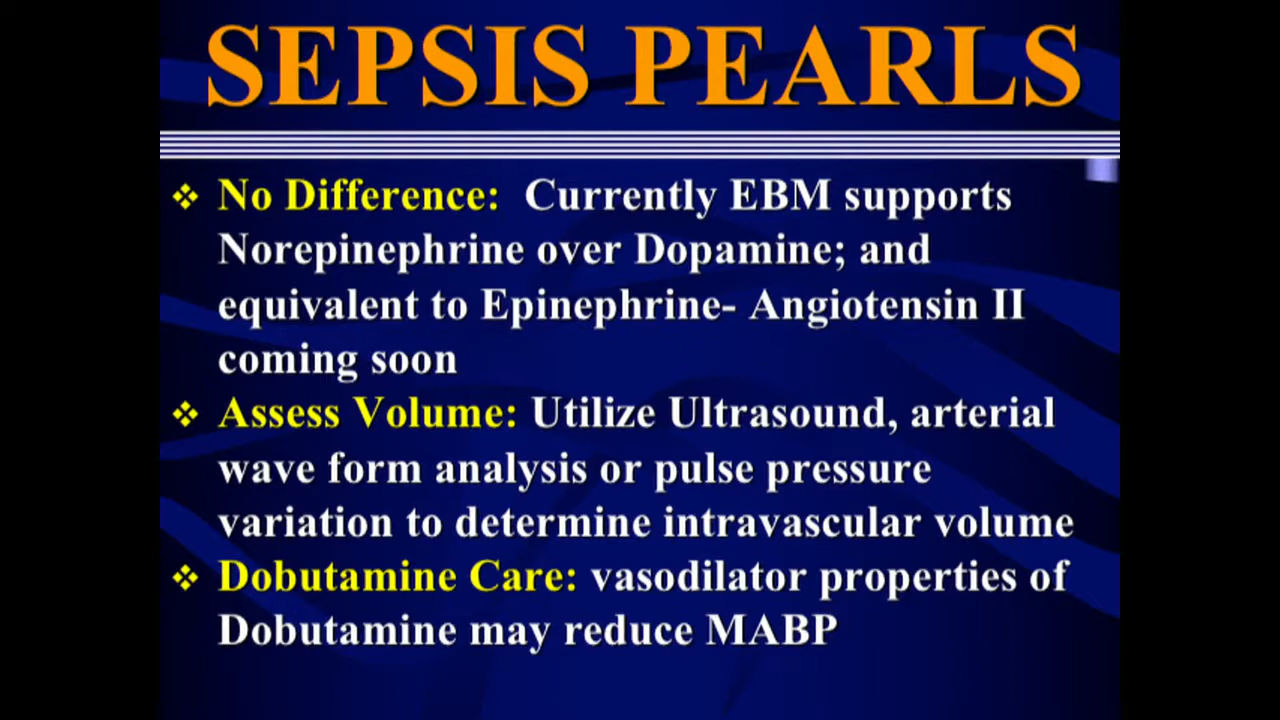 SEPSIS PEARLS
❖ No Difference: Currently EBM supports
Norepinephrine over Dopamine; and
equivalent to Epinephrine- Angiotensin II
coming soon
❖ Assess Volume: Utilize Ultrasound, arterial
wave form analysis or pulse pressure
variation to determine intravascular volume
❖ Dobutamine Care: vasodilator properties of
Dobutamine may reduce MABP